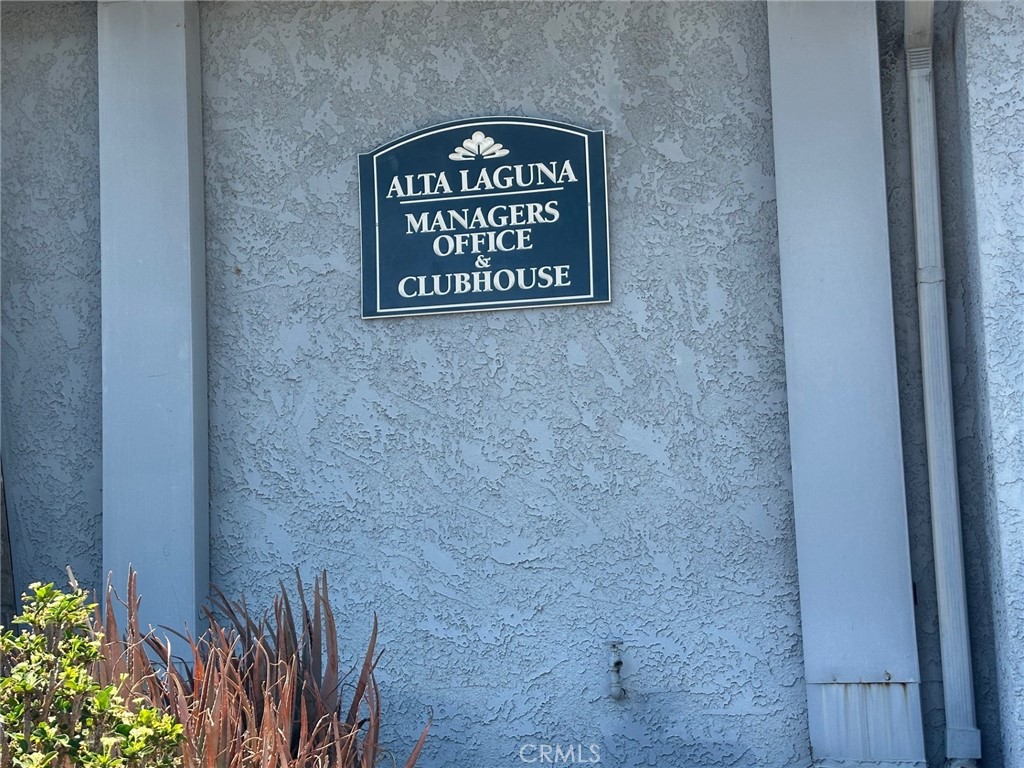 ALTA LAGUNA
MANAGERS
OFFICE
&
CLUBHOUSE
CRMLS